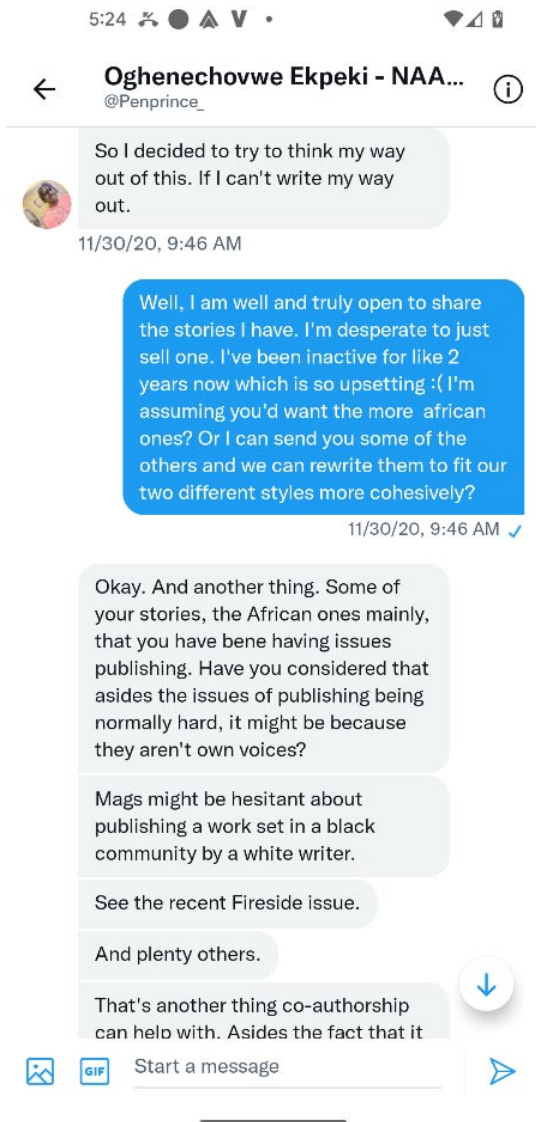 5:24
Oghenechovwe Ekpeki - NAA...
@Penprince_
So I decided to try to think my way
out of this. If I can't write my way
out.
11/30/20, 9:46 AM
Well, I am well and truly open to share
the stories I have. I'm desperate to just
sell one. I've been inactive for like 2
years now which is so upsetting :( I'm
assuming you'd want the more african
ones? Or I can send you some of the
others and we can rewrite them to fit our
two different styles more cohesively?
11/30/20, 9:46 AM
Okay. And another thing. Some of
your stories, the African ones mainly,
that you have bene having issues
publishing. Have you considered that
asides the issues of publishing being
normally hard, it might be because
they aren't own voices?
Mags might be hesitant about
publishing a work set in a black
community by a white writer.
See the recent Fireside issue.
And plenty others.
That's another thing co-authorship
can help with. Asides the fact that it
GIF
Start a message